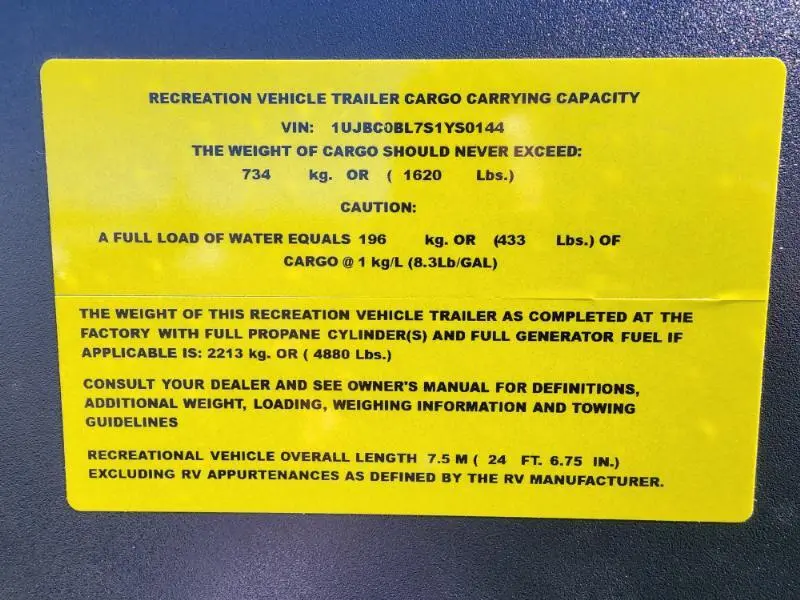 RECREATION VEHICLE TRAILER CARGO CARRYING CAPACITY
VIN: 1UJBC0BL7S1YS0144
THE WEIGHT OF CARGO SHOULD NEVER EXCEED:
734 kg. OR ( 1620 Lbs.)
CAUTION:
A FULL LOAD OF WATER EQUALS 196 kg. OR (433 Lbs.) OF
CARGO @ 1 kg/L (8.3Lb/GAL)
THE WEIGHT OF THIS RECREATION VEHICLE TRAILER AS COMPLETED AT THE
FACTORY WITH FULL PROPANE CYLINDER(S) AND FULL GENERATOR FUEL IF
APPLICABLE IS: 2213 kg. OR ( 4880 Lbs.)
CONSULT YOUR DEALER AND SEE OWNER'S MANUAL FOR DEFINITIONS,
ADDITIONAL WEIGHT, LOADING, WEIGHING INFORMATION AND TOWING
GUIDELINES
RECREATIONAL VEHICLE OVERALL LENGTH 7.5 M ( 24 FT. 6.75 IN.)
EXCLUDING RV APPURTENANCES AS DEFINED BY THE RV MANUFACTURER.